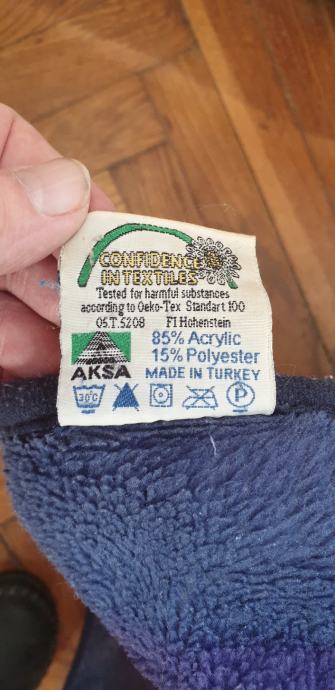 CONFIDENCE
IN TEXTILES
Tested for harmful substances
according to Oeko-Tex Standart 100
05.T.5208 FI Hohenstein
85% Acrylic
15% Polyester
AKSA
MADE IN TURKEY
30°C
P